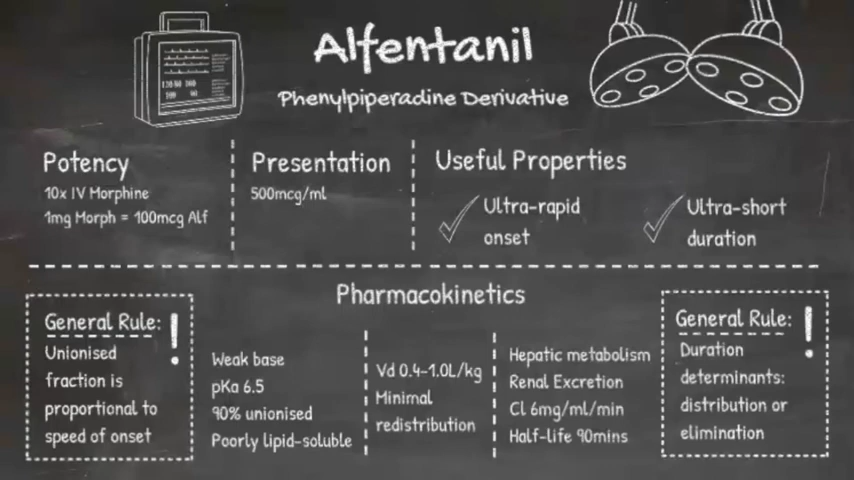 Alfentanil
Phenylpiperadine Derivative
Potency
10x IV Morphine
1mg Morph = 100mcg Alf
Presentation
500mcg/ml
Useful Properties
Ultra-rapid
onset
Ultra-short
duration
Pharmacokinetics
General Rule: !
Unionised
fraction is
proportional to
speed of onset
Weak base
pKa 6.5
90% unionised
Poorly lipid-soluble
Vd 0.4-1.0L/kg
Minimal
redistribution
Hepatic metabolism
Renal Excretion
Cl 6mg/ml/min
Half-life 90mins
General Rule: !
Duration
determinants:
distribution or
elimination